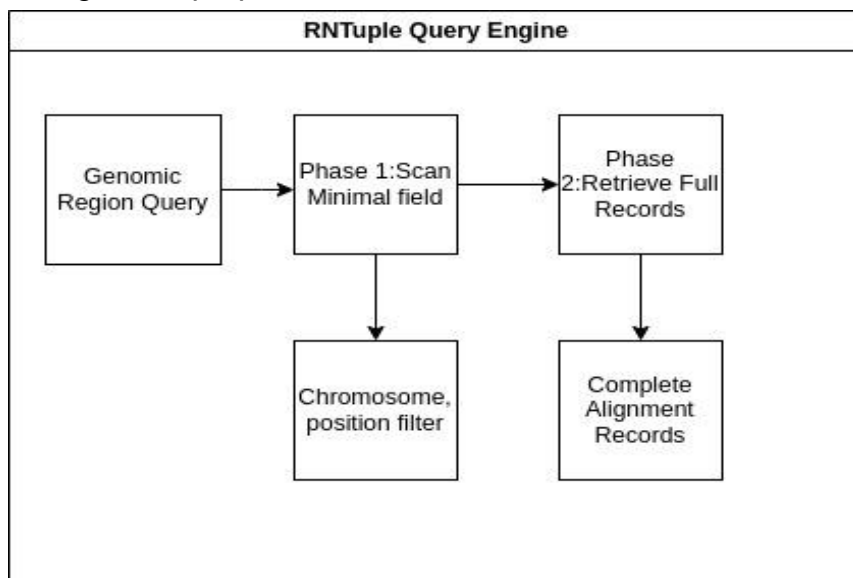 RNTuple Query Engine
Genomic
Region Query
Phase 1:Scan
Minimal field
Phase
2:Retrieve Full
Records
Chromosome,
position filter
Complete
Alignment
Records